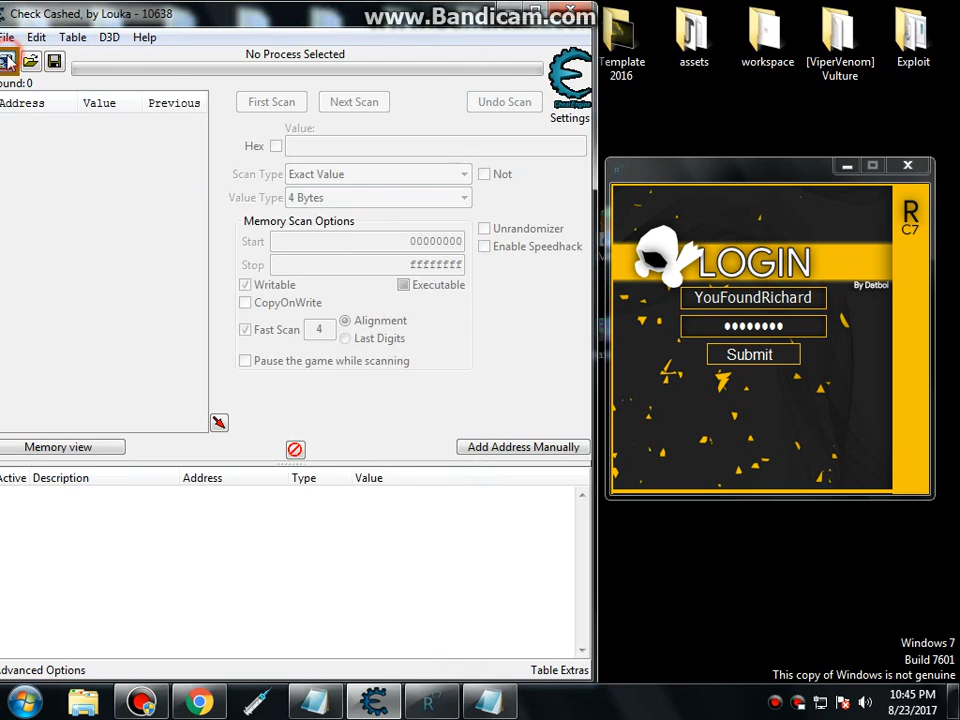 Check Cashed, by Louka - 10638
www.Bandicam.com
File Edit Table D3D Help
No Process Selected
ound:0
Address Value Previous
First Scan Next Scan Undo Scan
Settings
Value:
Hex
Scan Type Exact Value Not
Value Type 4 Bytes
Memory Scan Options
Start 00000000
Stop ffffffff
Unrandomizer
Enable Speedhack
Writable Executable
CopyOnWrite
Fast Scan 4 Alignment
Last Digits
Pause the game while scanning
Memory view Add Address Manually
Active Description Address Type Value
Advanced Options Table Extras
Template
2016
assets
workspace
[ViperVenom]
Vulture
Exploit
R
C7
LOGIN
By Datboi
YouFoundRichard
••••••••
Submit
Windows 7
Build 7601
This copy of Windows is not genuine
10:45 PM
8/23/2017